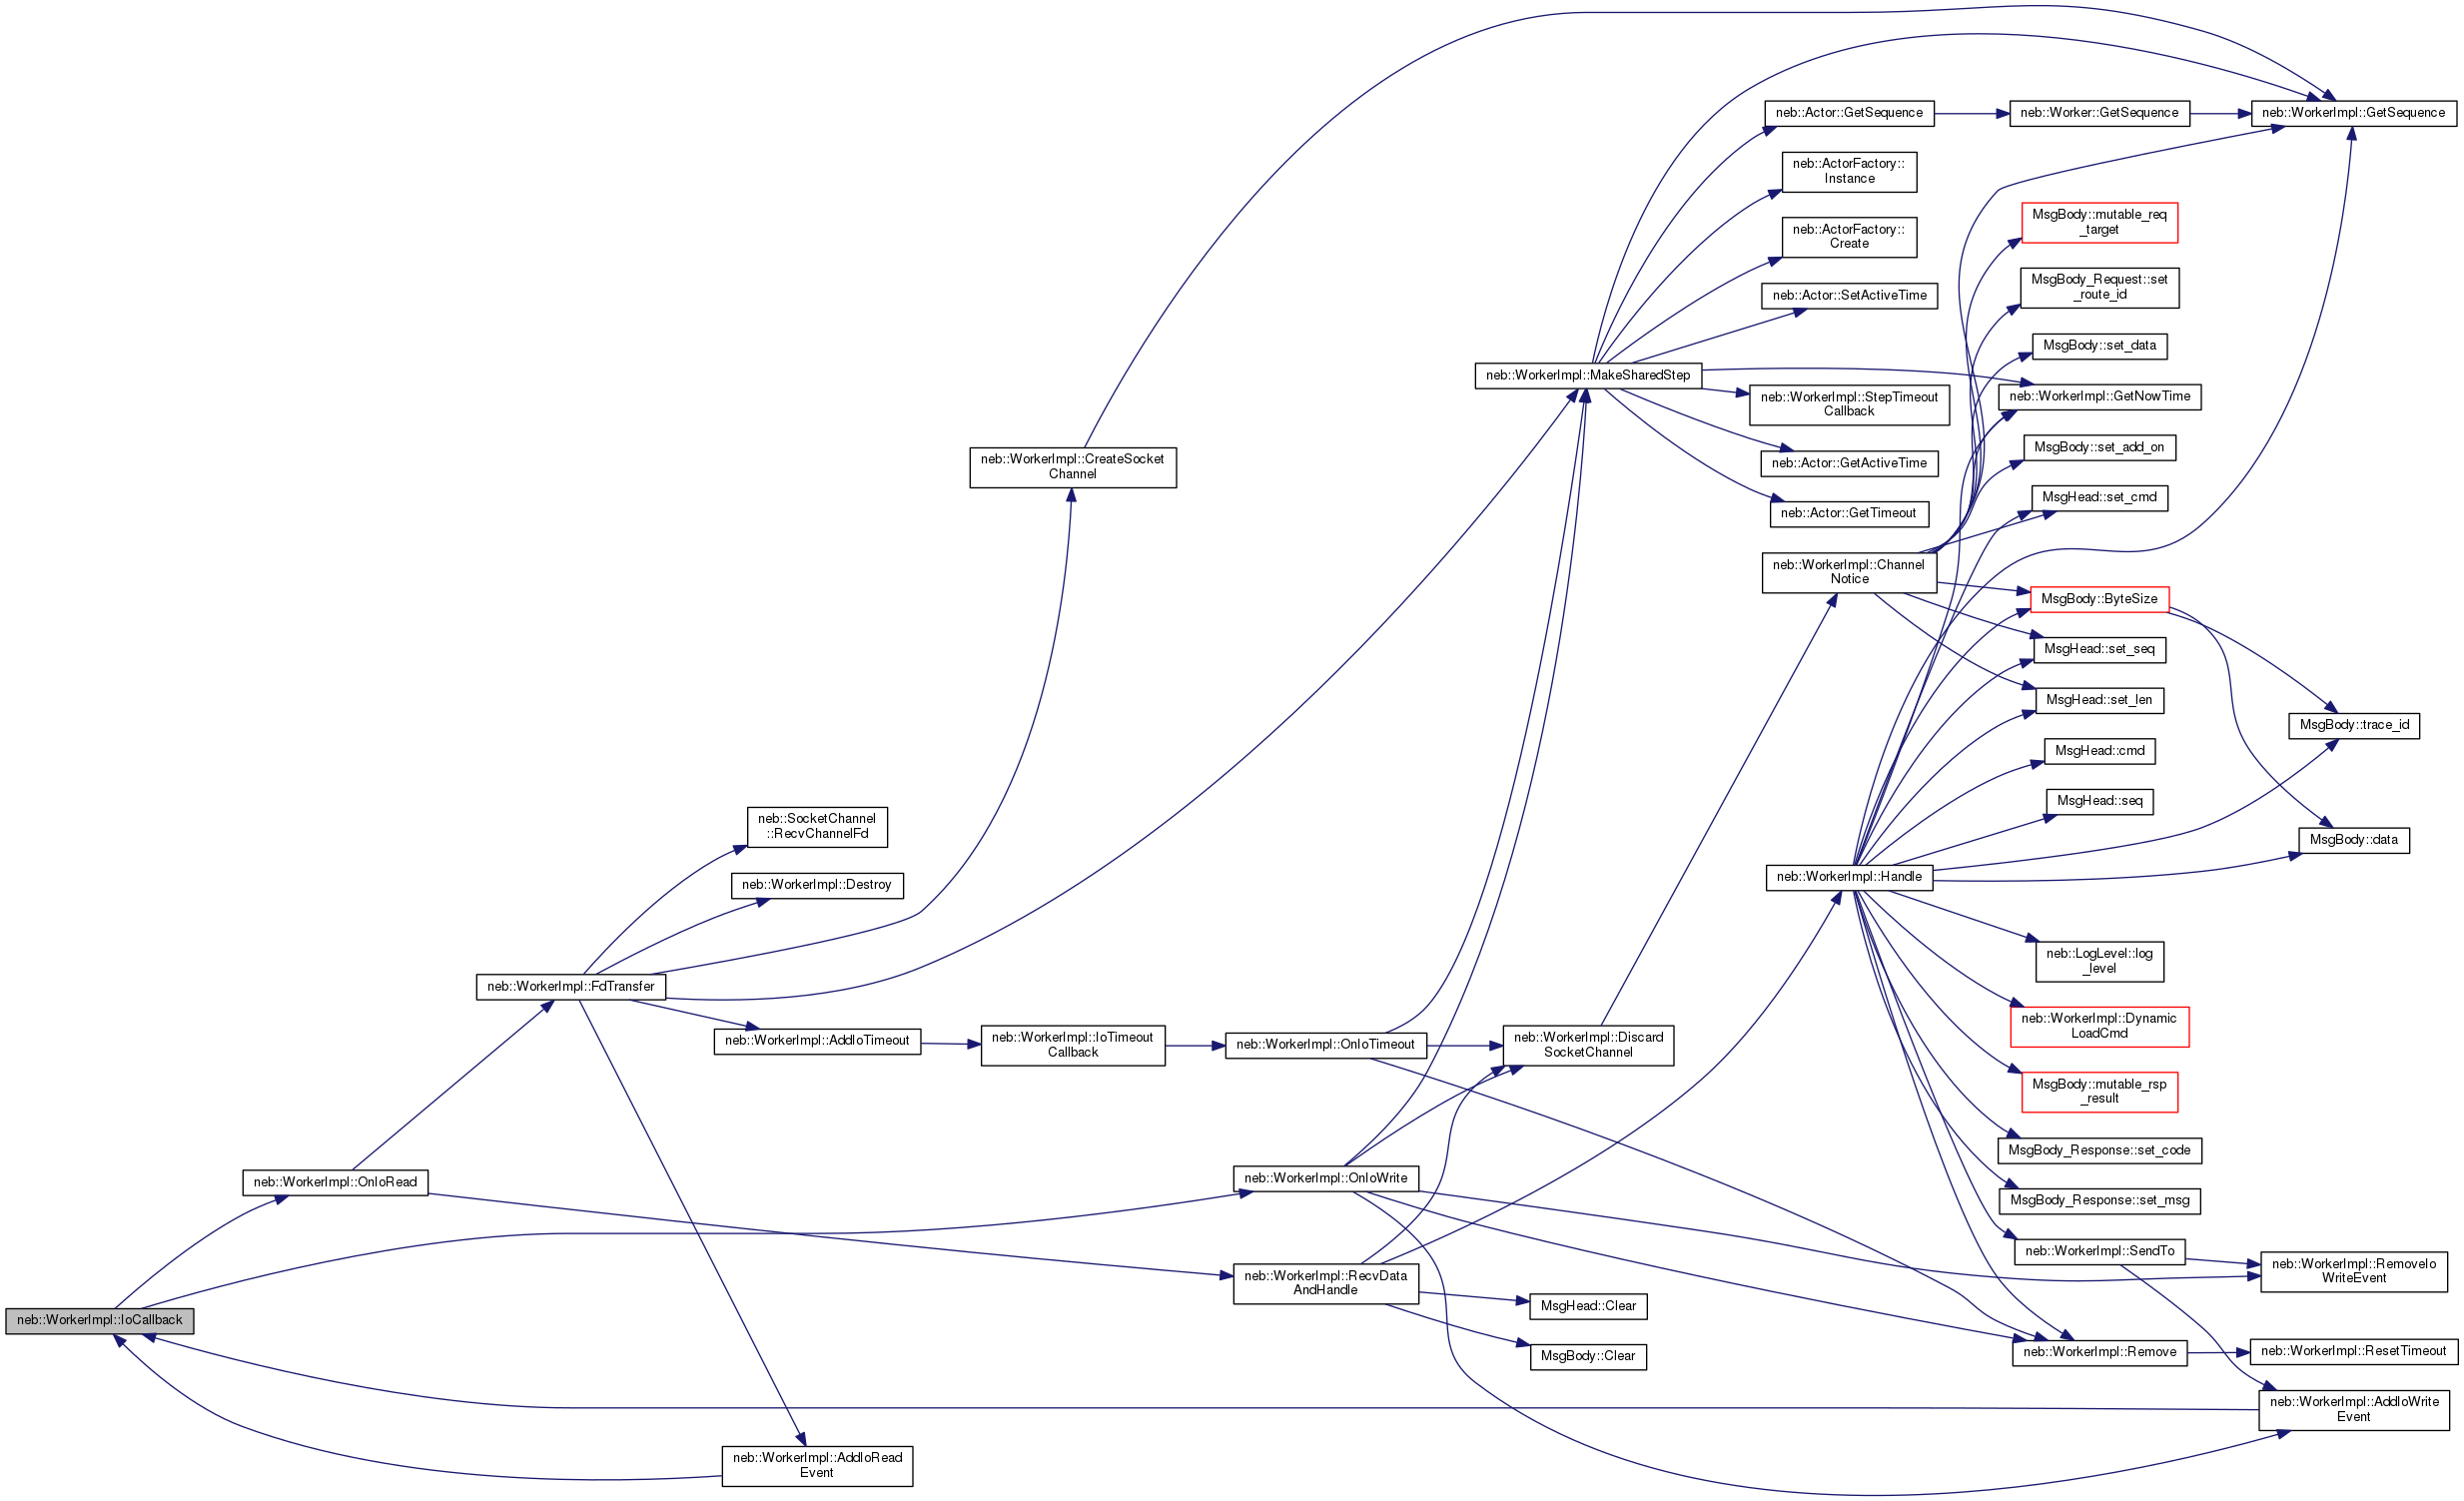 neb::WorkerImpl::IoCallback
neb::WorkerImpl::OnIoRead
neb::WorkerImpl::FdTransfer
neb::SocketChannel
::RecvChannelFd
neb::WorkerImpl::Destroy
neb::WorkerImpl::AddIoTimeout
neb::WorkerImpl::AddIoRead
Event
neb::WorkerImpl::CreateSocket
Channel
neb::WorkerImpl::IoTimeout
Callback
neb::WorkerImpl::OnIoTimeout
neb::WorkerImpl::OnIoWrite
neb::WorkerImpl::RecvData
AndHandle
neb::WorkerImpl::MakeSharedStep
neb::WorkerImpl::Discard
SocketChannel
MsgHead::Clear
MsgBody::Clear
neb::Actor::GetSequence
neb::ActorFactory::
Instance
neb::ActorFactory::
Create
neb::Actor::SetActiveTime
neb::WorkerImpl::StepTimeout
Callback
neb::Actor::GetActiveTime
neb::Actor::GetTimeout
neb::WorkerImpl::Channel
Notice
neb::WorkerImpl::Handle
neb::Worker::GetSequence
MsgBody::mutable_req
_target
MsgBody_Request::set
_route_id
MsgBody::set_data
neb::WorkerImpl::GetNowTime
MsgBody::set_add_on
MsgHead::set_cmd
MsgBody::ByteSize
MsgHead::set_seq
MsgHead::set_len
MsgHead::cmd
MsgHead::seq
neb::LogLevel::log
_level
neb::WorkerImpl::Dynamic
LoadCmd
MsgBody::mutable_rsp
_result
MsgBody_Response::set_code
MsgBody_Response::set_msg
neb::WorkerImpl::SendTo
neb::WorkerImpl::Remove
neb::WorkerImpl::GetSequence
MsgBody::trace_id
MsgBody::data
neb::WorkerImpl::RemoveIo
WriteEvent
neb::WorkerImpl::ResetTimeout
neb::WorkerImpl::AddIoWrite
Event